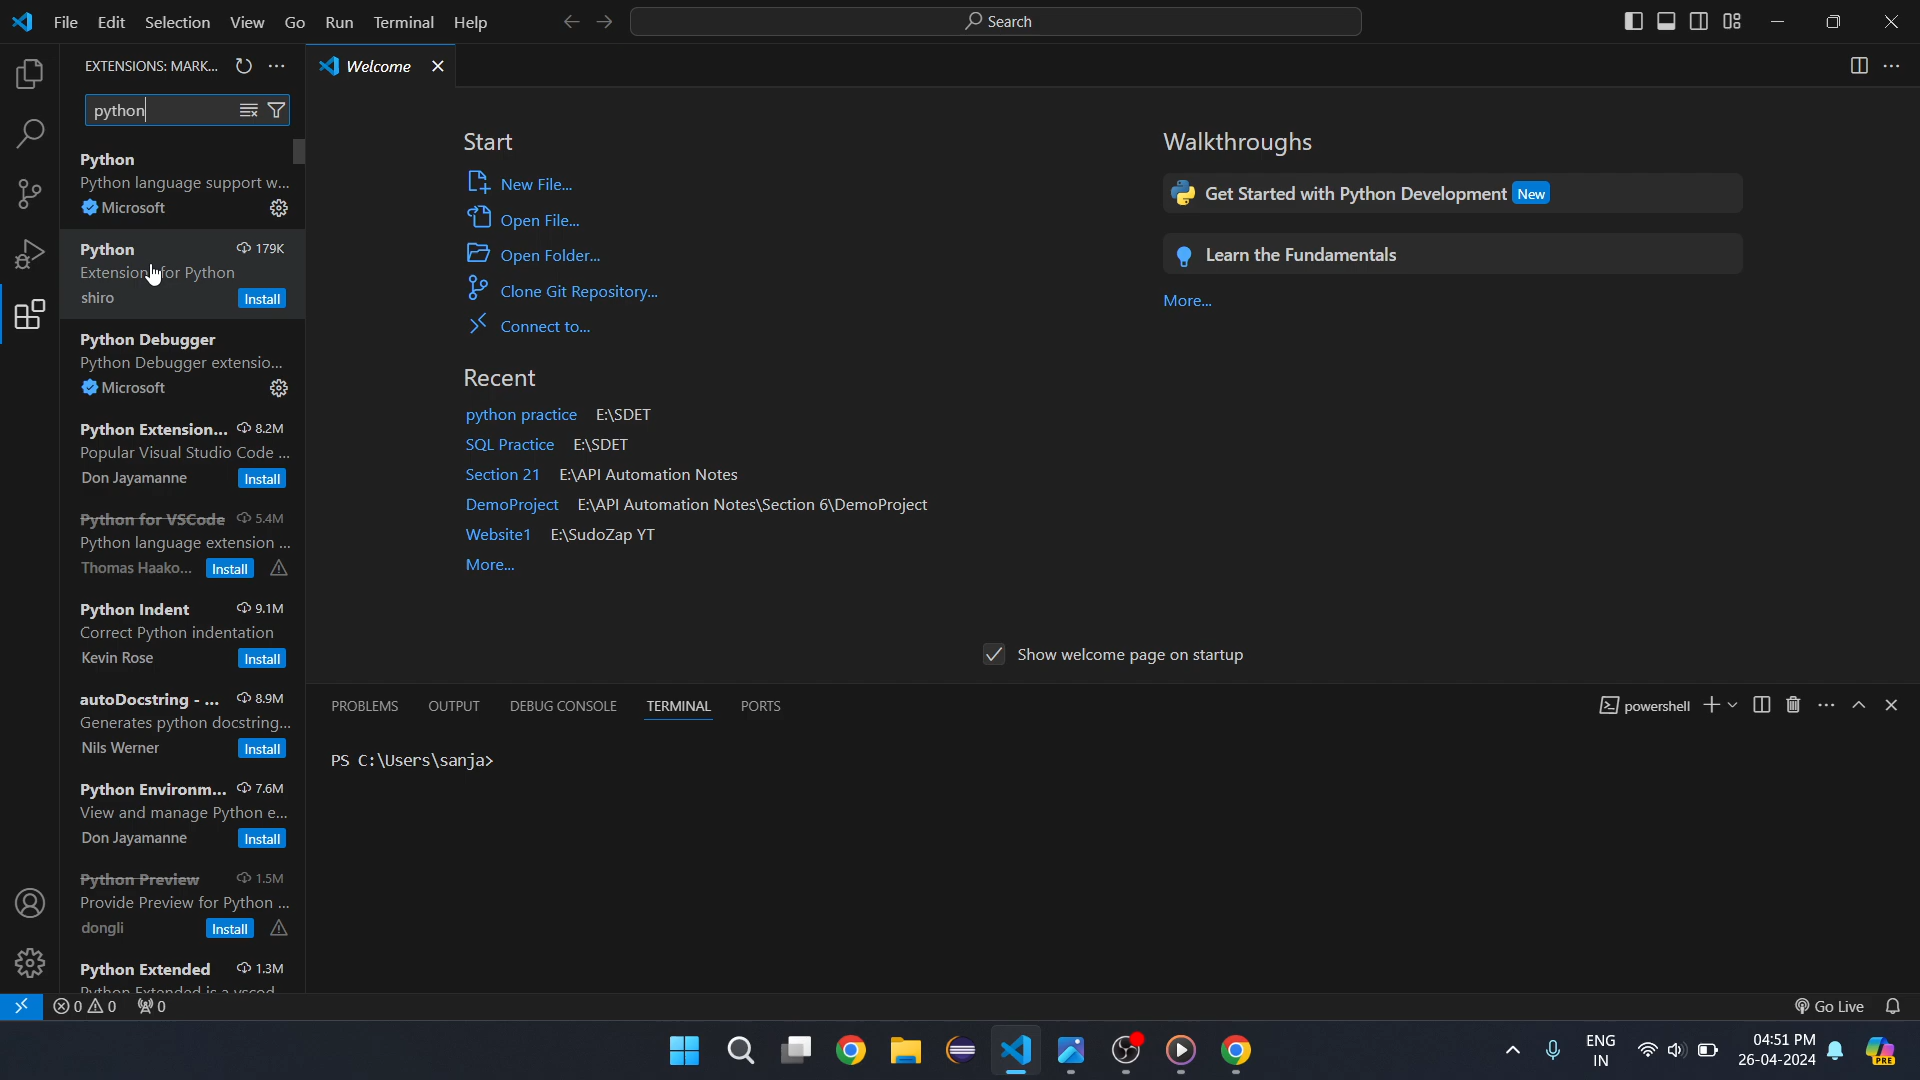 File Edit Selection View Go Run Terminal Help
Search
EXTENSIONS: MARK...
python
Python
Python language support w...
Microsoft
Python 179K
Extension for Python
shiro Install
Python Debugger
Python Debugger extensio...
Microsoft
Python Extension... 8.2M
Popular Visual Studio Code ...
Don Jayamanne Install
Python for VSCode 5.4M
Python language extension ...
Thomas Haako... Install
Python Indent 9.1M
Correct Python indentation
Kevin Rose Install
autoDocstring - ... 8.9M
Generates python docstring...
Nils Werner Install
Python Environm... 7.6M
View and manage Python e...
Don Jayamanne Install
Python Preview 1.5M
Provide Preview for Python ...
dongli Install
Python Extended 1.3M
Python Extended is a vscod
Welcome
Start
New File...
Open File...
Open Folder...
Clone Git Repository...
Connect to...
Recent
python practice E:\SDET
SQL Practice E:\SDET
Section 21 E:\API Automation Notes
DemoProject E:\API Automation Notes\Section 6\DemoProject
Website1 E:\SudoZap YT
More...
Walkthroughs
Get Started with Python Development New
Learn the Fundamentals
More...
Show welcome page on startup
PROBLEMS OUTPUT DEBUG CONSOLE TERMINAL PORTS
powershell
PS C:\Users\sanja>
0 0 0
Go Live
ENG
IN
04:51 PM
26-04-2024
PRE